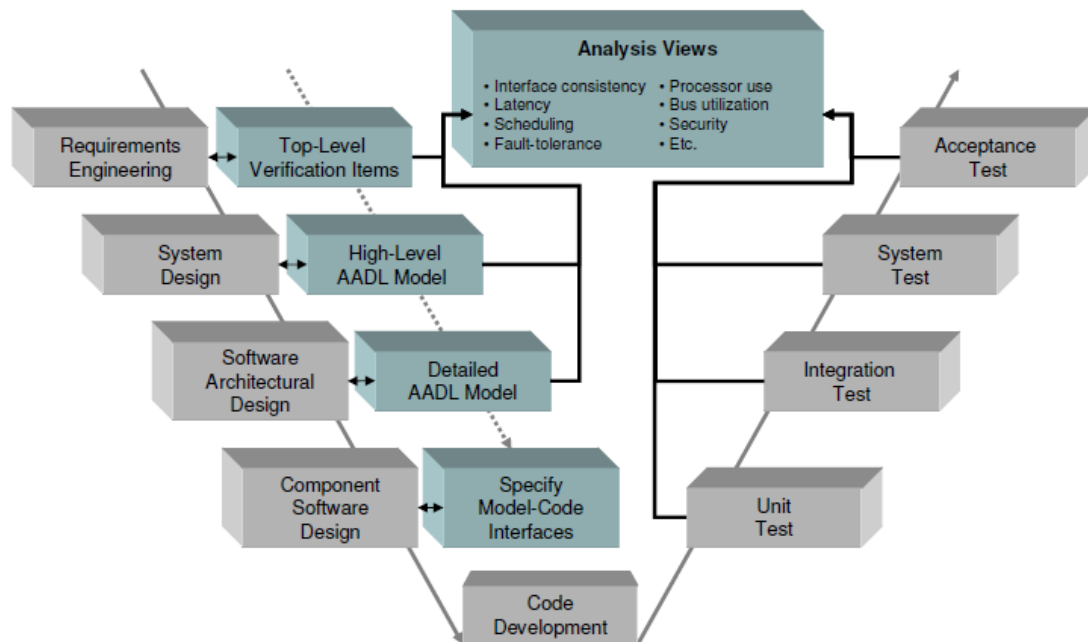 Analysis Views
• Interface consistency
• Latency
• Scheduling
• Fault-tolerance
• Processor use
• Bus utilization
• Security
• Etc.
Requirements
Engineering
Top-Level
Verification Items
Acceptance
Test
System
Design
High-Level
AADL Model
System
Test
Software
Architectural
Design
Detailed
AADL Model
Integration
Test
Component
Software
Design
Specify
Model-Code
Interfaces
Unit
Test
Code
Development